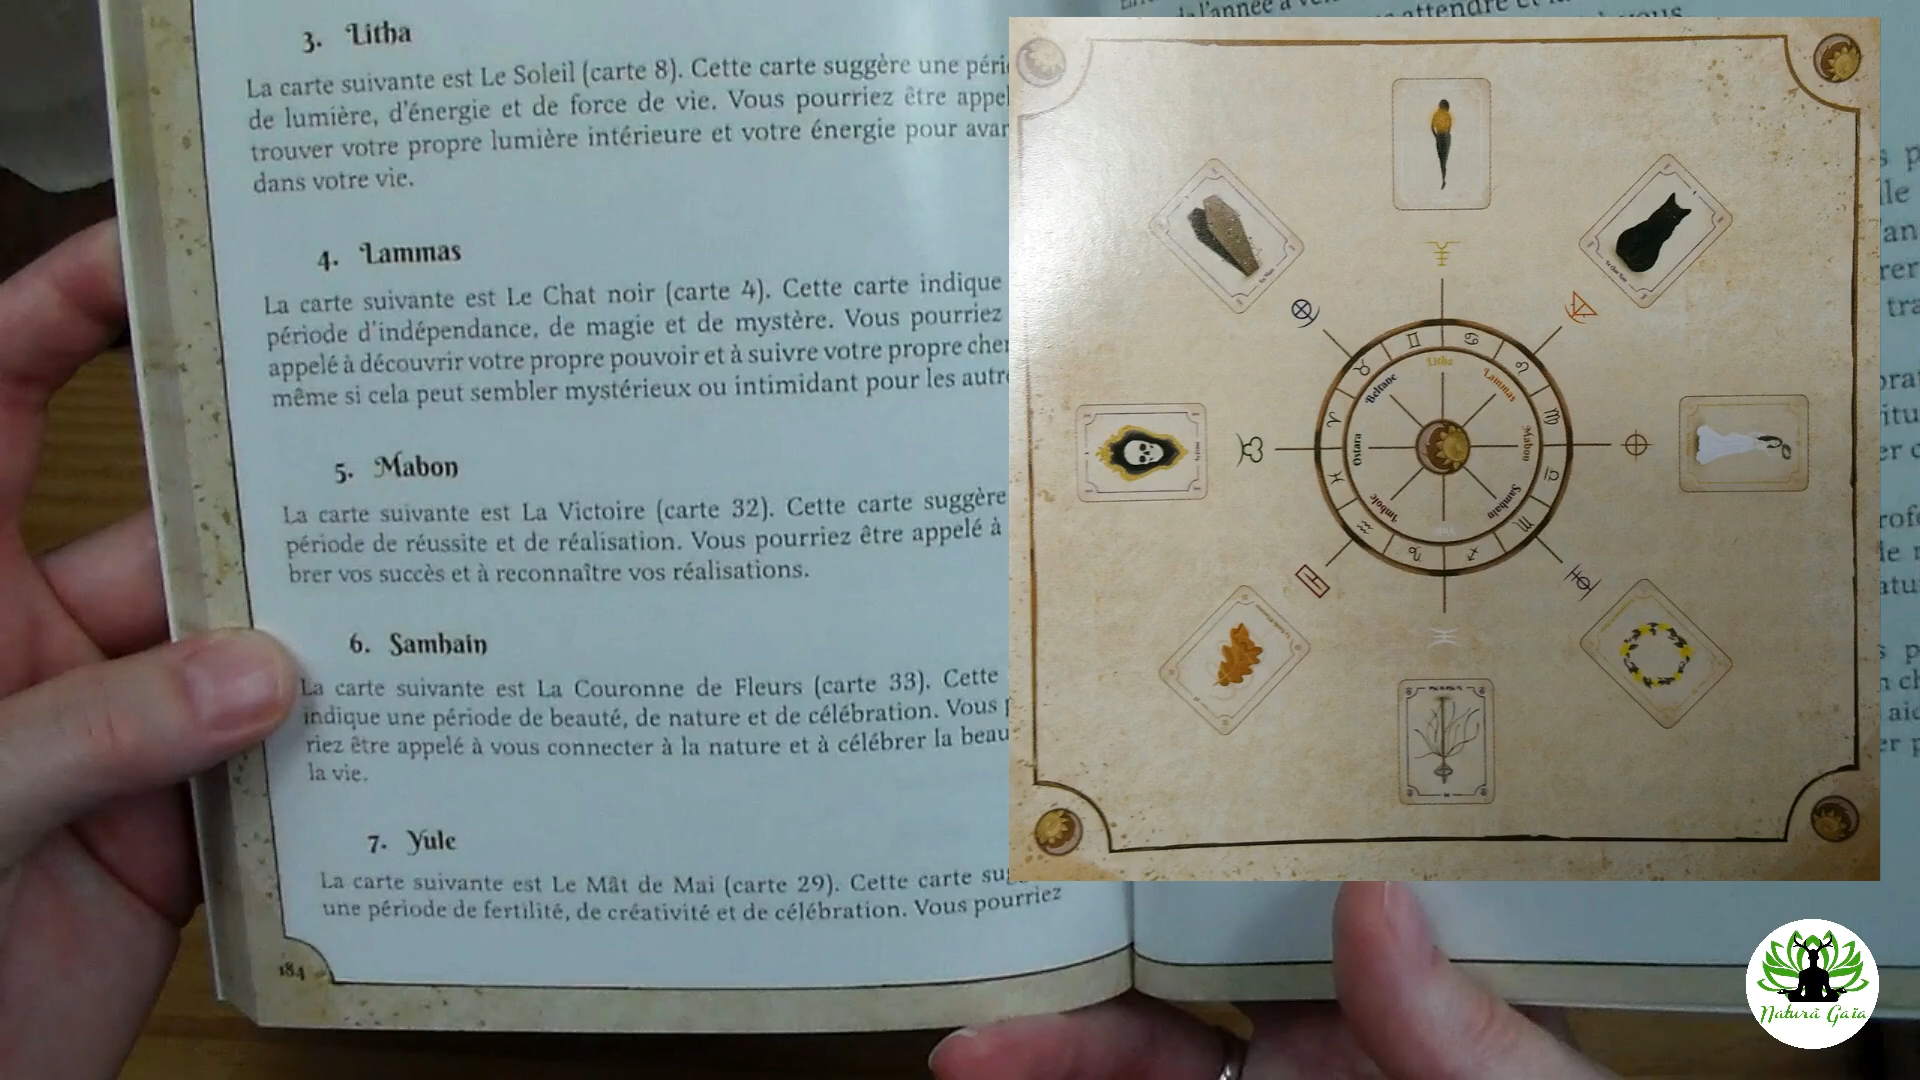 3. Litha
La carte suivante est Le Soleil (carte 8). Cette carte suggère une
de lumière, d'énergie et de force de vie. Vous pourriez être
trouver votre propre lumière intérieure et votre énergie pour
dans votre vie.
4. Lammas
La carte suivante est Le Chat noir (carte 4). Cette carte indique
période d'indépendance, de magie et de mystère. Vous pourriez
appelé à découvrir votre propre pouvoir et à suivre votre propre
même si cela peut sembler mystérieux ou intimidant pour les
5. Mabon
La carte suivante est La Victoire (carte 32). Cette carte suggère
période de réussite et de réalisation. Vous pourriez être appelé à
brer vos succès et à reconnaître vos réalisations.
6. Samhain
La carte suivante est La Couronne de Fleurs (carte 33). Cette
indique une période de beauté, de nature et de célébration. Vous
riez être appelé à vous connecter à la nature et à célébrer la
la vie.
7. Yule
La carte suivante est Le Mât de Mai (carte 29). Cette carte
une période de fertilité, de créativité et de célébration. Vous pourriez
184
de l'année à
attendre et
Litha
Lammas
Mabon
Samhain
Imbolc
Ostara
Beltane
Naturā Gaïa